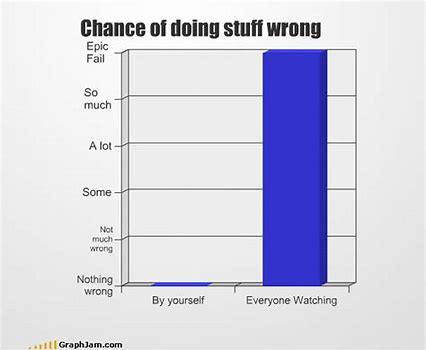 Chance of doing stuff wrong
Epic
Fail
So
much
A lot
Some
Not
much
wrong
Nothing
wrong
By yourself
Everyone Watching
GraphJam.com